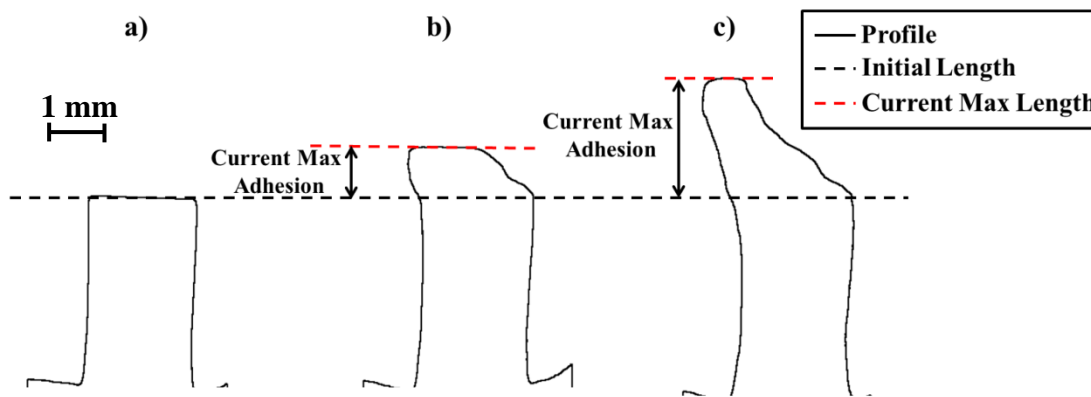 a)
b)
c)
Profile
Initial Length
Current Max Length
1 mm
Current Max
Adhesion
Current Max
Adhesion